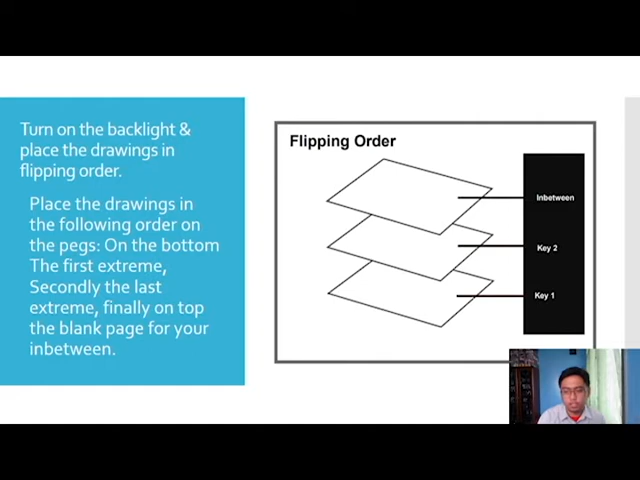 Turn on the backlight &
place the drawings in
flipping order.
Place the drawings in
the following order on
the pegs: On the bottom
The first extreme,
Secondly the last
extreme, finally on top
the blank page for your
inbetween.
Flipping Order
Inbetween
Key 2
Key 1